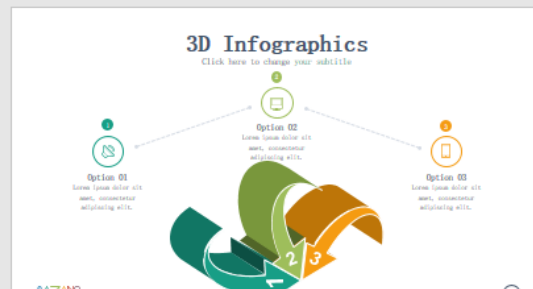 3D Infographics
Click here to change your subtitle
2
1
3
Option 02
Lorem ipsum dolor sit
amet, consectetur
adipiscing elit.
Option 01
Lorem ipsum dolor sit
amet, consectetur
adipiscing elit.
Option 03
Lorem ipsum dolor sit
amet, consectetur
adipiscing elit.
2
3
1